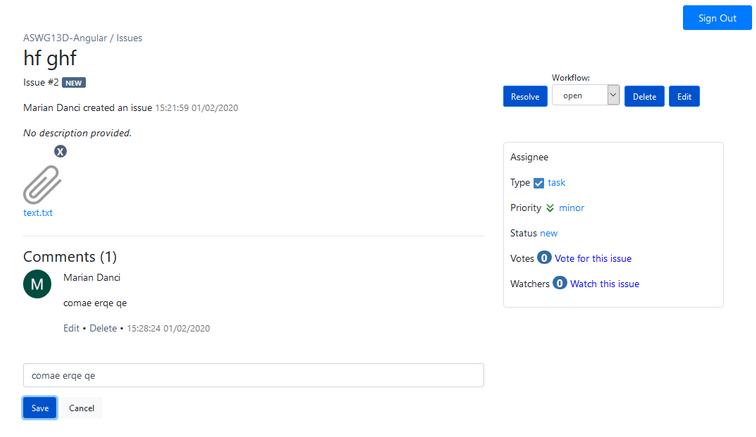 Sign Out
ASWG13D-Angular / Issues
hf ghf
Issue #2 NEW
Workflow:
Resolve open Delete Edit
Marian Danci created an issue 15:21:59 01/02/2020
No description provided.
X
text.txt
Assignee
Type task
Priority minor
Status new
Votes 0 Vote for this issue
Watchers 0 Watch this issue
Comments (1)
M Marian Danci
comae erqe qe
Edit • Delete • 15:28:24 01/02/2020
comae erqe qe
Save Cancel